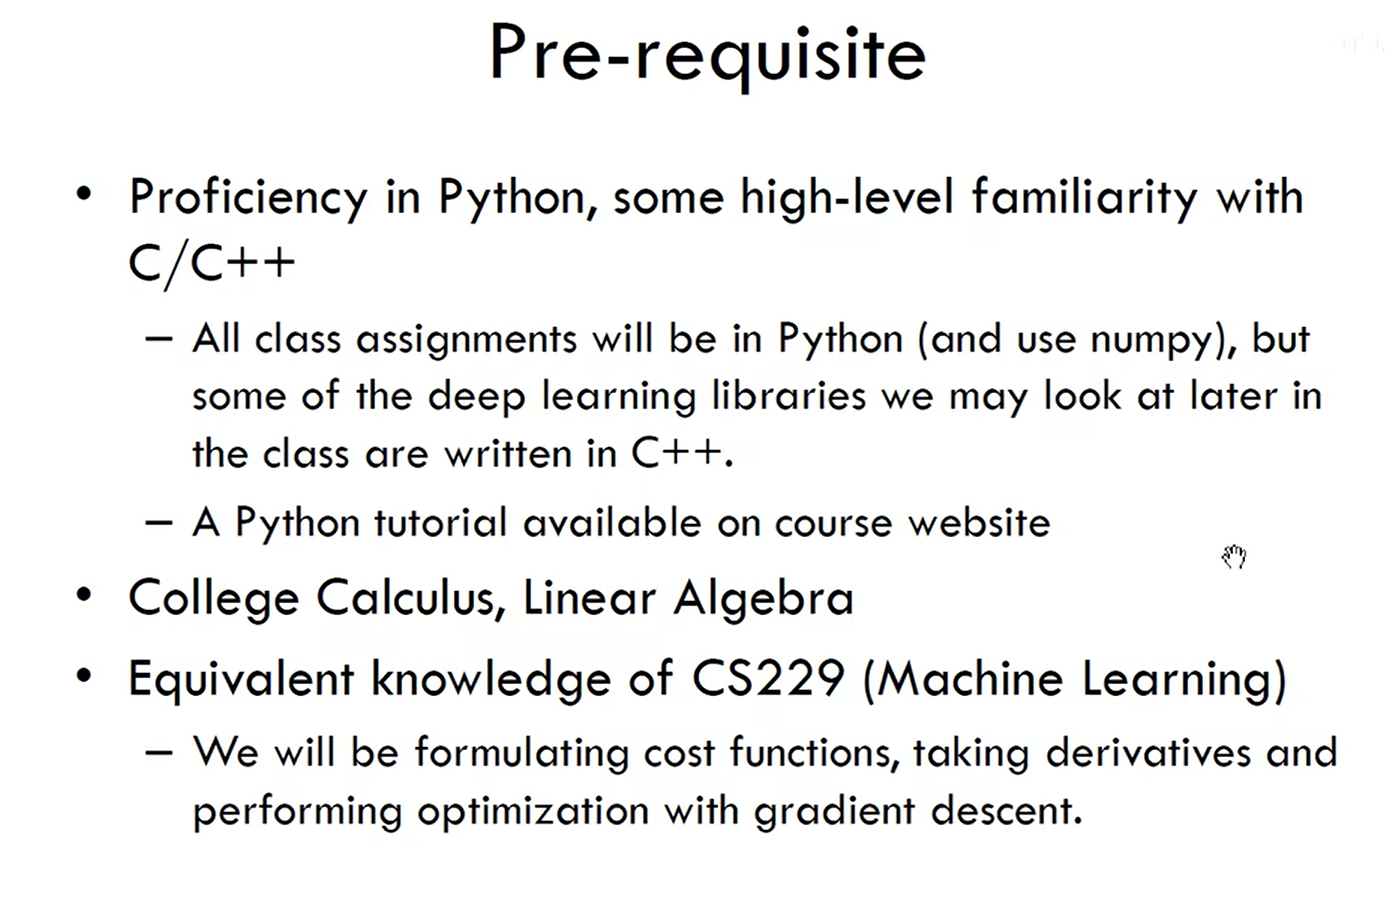 Pre-requisite
• Proficiency in Python, some high-level familiarity with
C/C++
– All class assignments will be in Python (and use numpy), but
some of the deep learning libraries we may look at later in
the class are written in C++.
– A Python tutorial available on course website
• College Calculus, Linear Algebra
• Equivalent knowledge of CS229 (Machine Learning)
– We will be formulating cost functions, taking derivatives and
performing optimization with gradient descent.